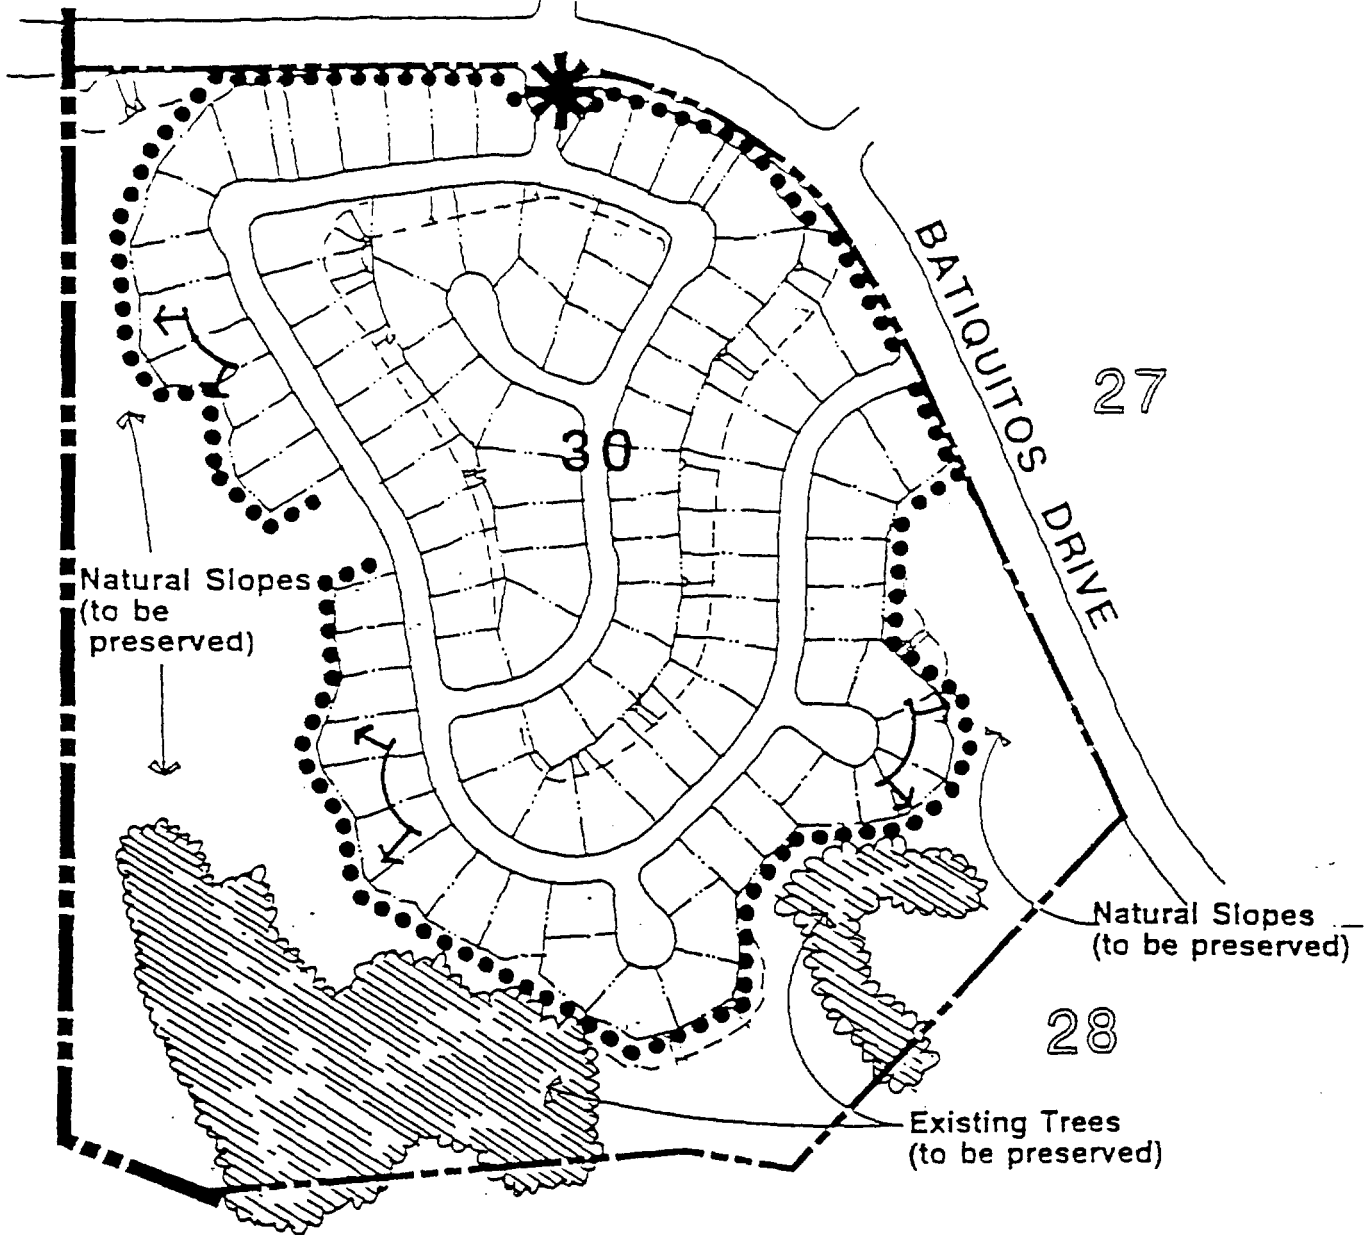 BATIQUITOS DRIVE
27
30
Natural Slopes
(to be
preserved)
Natural Slopes
(to be preserved)
28
Existing Trees
(to be preserved)